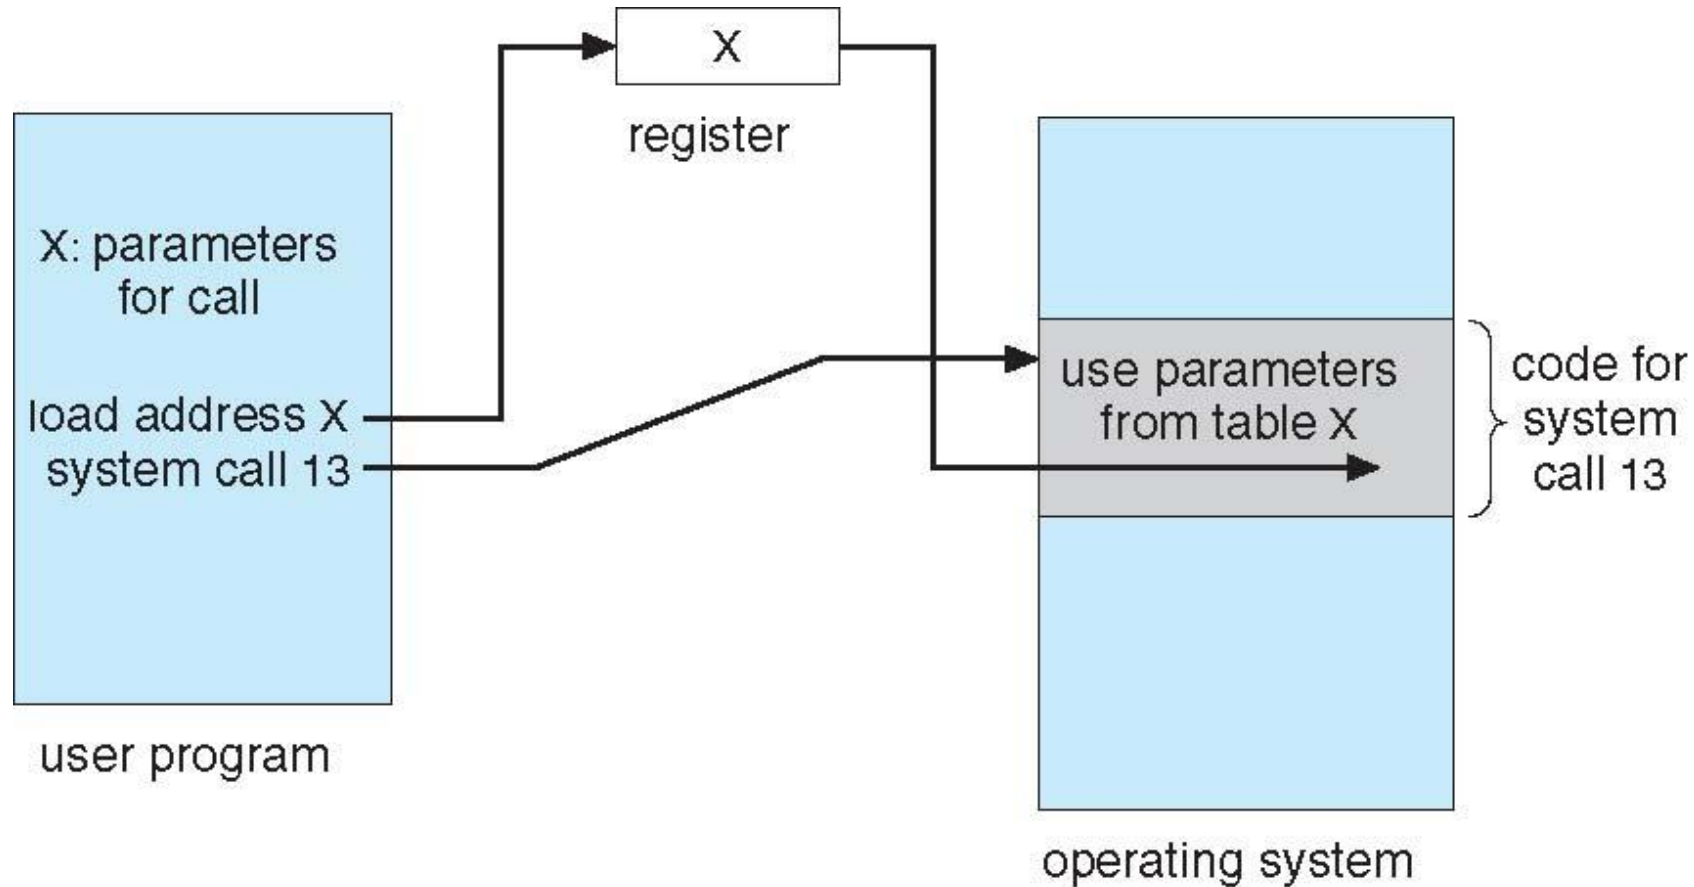 X
register
X: parameters
for call
load address X
system call 13
user program
use parameters
from table X
code for
system
call 13
operating system